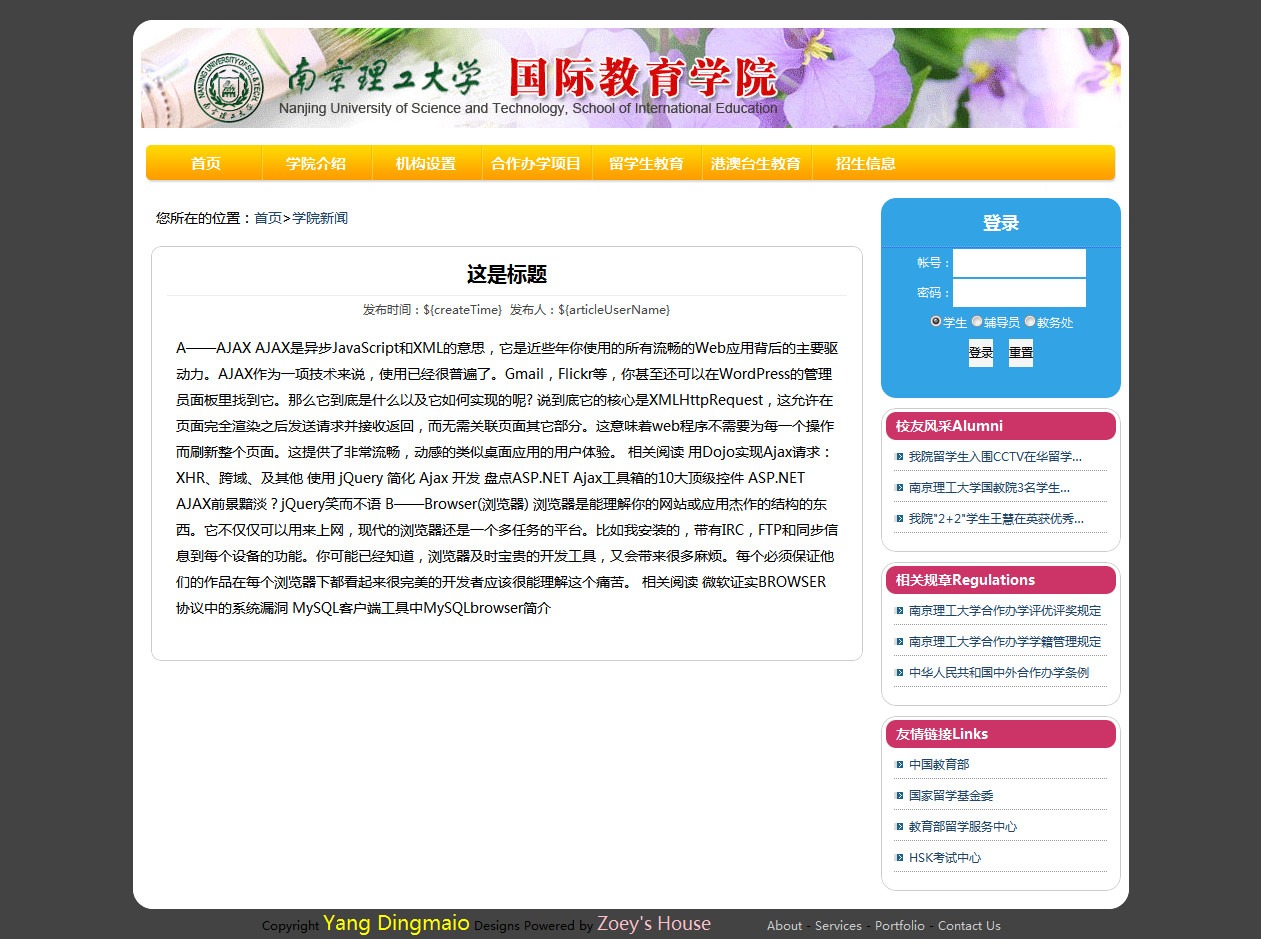 南京理工大学 国际教育学院
Nanjing University of Science and Technology, School of International Education
首页 学院介绍 机构设置 合作办学项目 留学生教育 港澳台生教育 招生信息
您所在的位置：首页>学院新闻
这是标题
发布时间：${createTime} 发布人：${articleUserName}
A——AJAX AJAX是异步JavaScript和XML的意思，它是近些年你使用的所有流畅的Web应用背后的主要驱
动力。AJAX作为一项技术来说，使用已经很普遍了。Gmail，Flickr等，你甚至还可以在WordPress的管理
员面板里找到它。那么它到底是什么以及它如何实现的呢? 说到底它的核心是XMLHttpRequest，这允许在
页面完全渲染之后发送请求并接收返回，而无需关联页面其它部分。这意味着web程序不需要为每一个操作
而刷新整个页面。这提供了非常流畅，动感的类似桌面应用的用户体验。 相关阅读 用Dojo实现Ajax请求：
XHR、跨域、及其他 使用 jQuery 简化 Ajax 开发 盘点ASP.NET Ajax工具箱的10大顶级控件 ASP.NET
AJAX前景黯淡？jQuery笑而不语 B——Browser(浏览器) 浏览器是能理解你的网站或应用杰作的结构的东
西。它不仅仅可以用来上网，现代的浏览器还是一个多任务的平台。比如我安装的，带有IRC，FTP和同步信
息到每个设备的功能。你可能已经知道，浏览器及时宝贵的开发工具，又会带来很多麻烦。每个必须保证他
们的作品在每个浏览器下都看起来很完美的开发者应该很能理解这个痛苦。 相关阅读 微软证实BROWSER
协议中的系统漏洞 MySQL客户端工具中MySQLbrowser简介
登录
帐号：
密码：
学生 辅导员 教务处
登录 重置
校友风采Alumni
我院留学生入围CCTV在华留学...
南京理工大学国教院3名学生...
我院"2+2"学生王慧在英获优秀...
相关规章Regulations
南京理工大学合作办学评优评奖规定
南京理工大学合作办学学籍管理规定
中华人民共和国中外合作办学条例
友情链接Links
中国教育部
国家留学基金委
教育部留学服务中心
HSK考试中心
Copyright Yang Dingmaio Designs Powered by Zoey's House About - Services - Portfolio - Contact Us